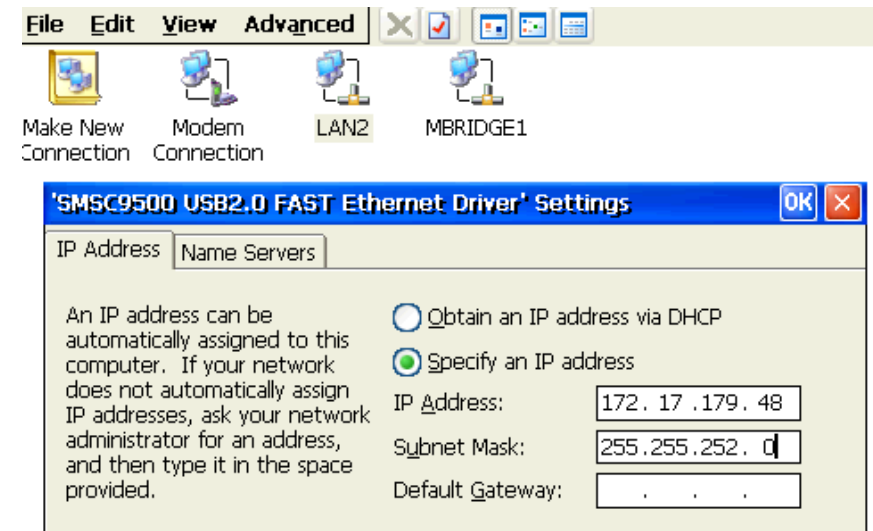 File Edit View Advanced
Make New Connection
Modem Connection
LAN2
MBRIDGE1
'SMSC9500 USB2.0 FAST Ethernet Driver' Settings
OK
IP Address
Name Servers
An IP address can be
automatically assigned to this
computer. If your network
does not automatically assign
IP addresses, ask your network
administrator for an address,
and then type it in the space
provided.
Obtain an IP address via DHCP
Specify an IP address
IP Address: 172. 17 .179. 48
Subnet Mask: 255.255.252. 0
Default Gateway: . . .